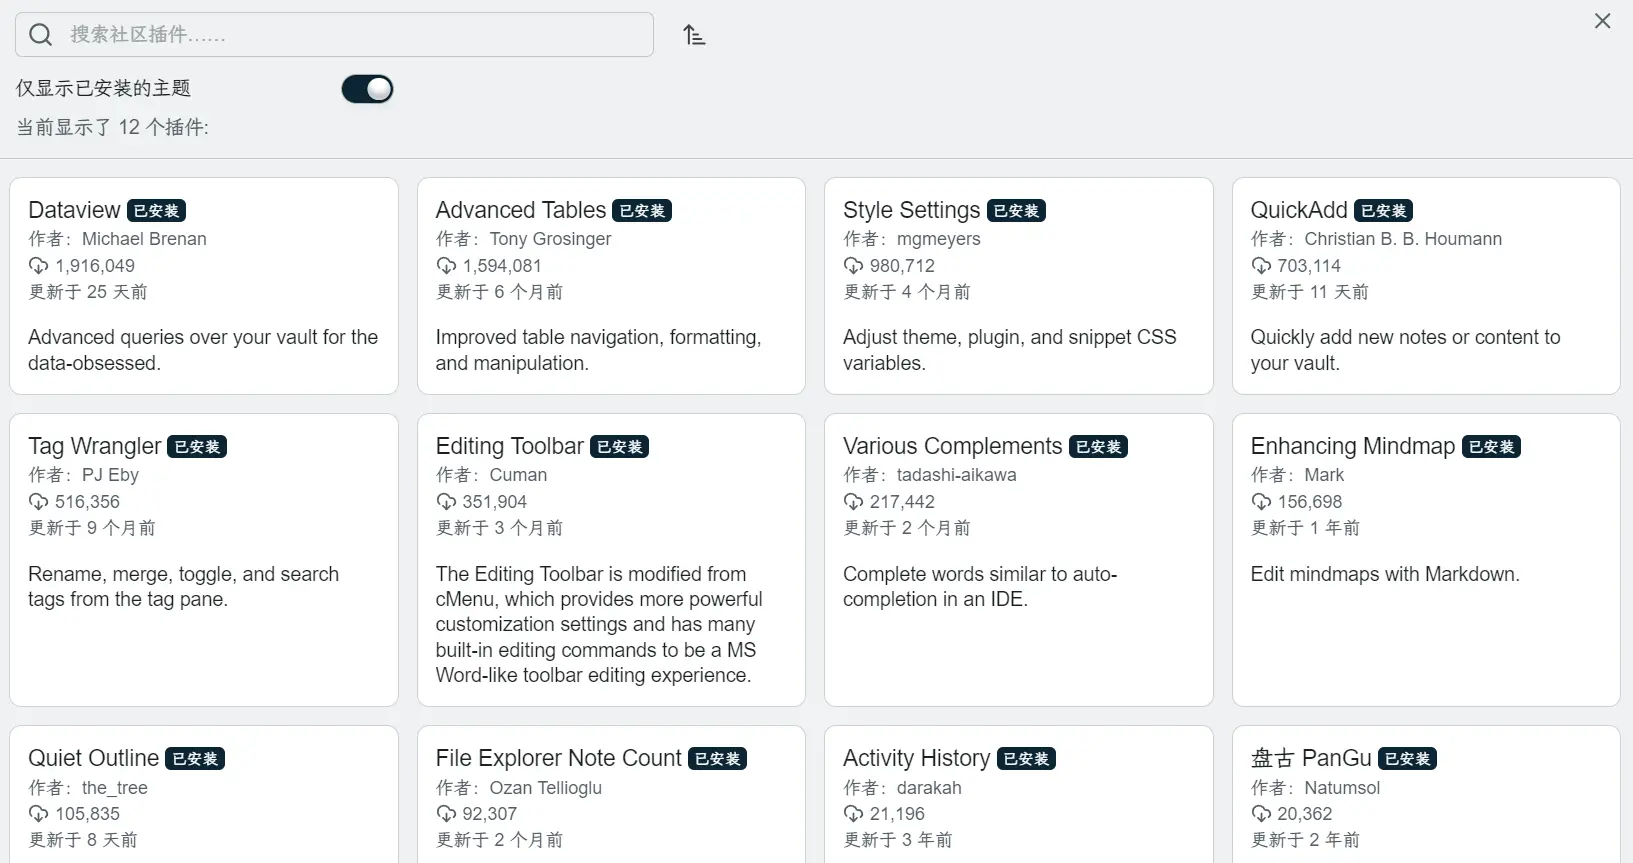 搜索社区插件……
仅显示已安装的主题
当前显示了 12 个插件:
Dataview 已安装
作者：Michael Brenan
1,916,049
更新于 25 天前
Advanced queries over your vault for the
data-obsessed.
Advanced Tables 已安装
作者：Tony Grosinger
1,594,081
更新于 6 个月前
Improved table navigation, formatting,
and manipulation.
Style Settings 已安装
作者：mgmeyers
980,712
更新于 4 个月前
Adjust theme, plugin, and snippet CSS
variables.
QuickAdd 已安装
作者：Christian B. B. Houmann
703,114
更新于 11 天前
Quickly add new notes or content to
your vault.
Tag Wrangler 已安装
作者：PJ Eby
516,356
更新于 9 个月前
Rename, merge, toggle, and search
tags from the tag pane.
Editing Toolbar 已安装
作者：Cuman
351,904
更新于 3 个月前
The Editing Toolbar is modified from
cMenu, which provides more powerful
customization settings and has many
built-in editing commands to be a MS
Word-like toolbar editing experience.
Various Complements 已安装
作者：tadashi-aikawa
217,442
更新于 2 个月前
Complete words similar to auto-
completion in an IDE.
Enhancing Mindmap 已安装
作者：Mark
156,698
更新于 1 年前
Edit mindmaps with Markdown.
Quiet Outline 已安装
作者：the_tree
105,835
更新于 8 天前
File Explorer Note Count 已安装
作者：Ozan Tellioglu
92,307
更新于 2 个月前
Activity History 已安装
作者：darakah
21,196
更新于 3 年前
盘古 PanGu 已安装
作者：Natumsol
20,362
更新于 2 年前